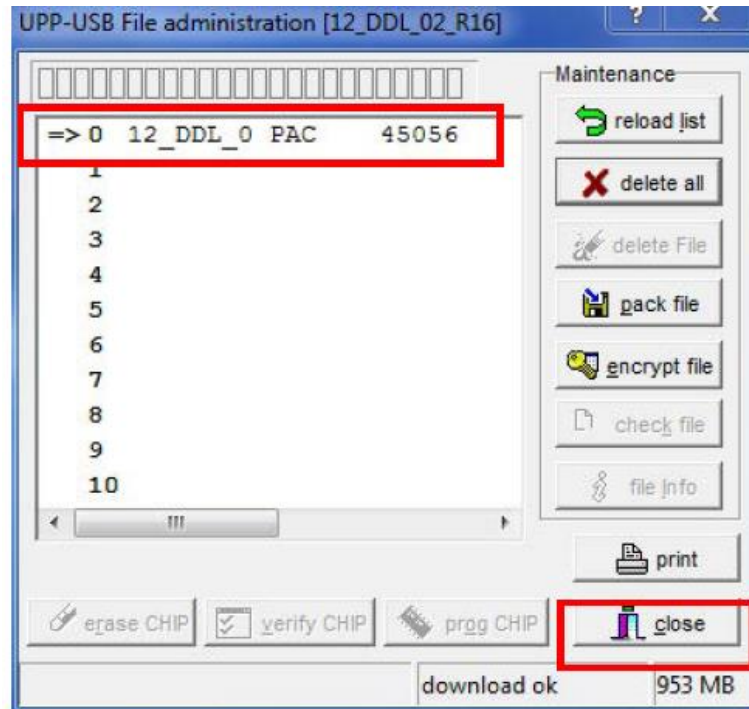 UPP-USB File administration [12_DDL_02_R16]
? X
Maintenance
=> 0 12_DDL_0 PAC 45056
1
2
3
4
5
6
7
8
9
10
reload list
delete all
delete File
pack file
encrypt file
check file
file Info
print
erase CHIP verify CHIP prog CHIP close
download ok 953 MB